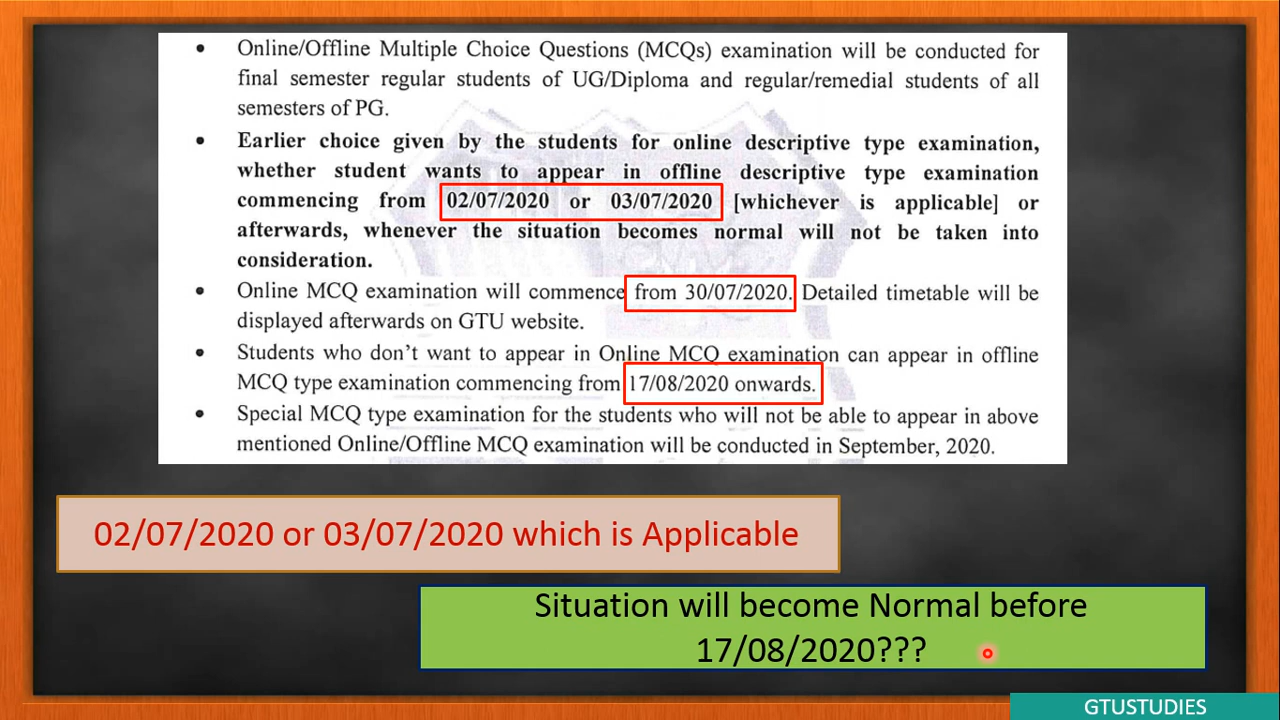 • Online/Offline Multiple Choice Questions (MCQs) examination will be conducted for
final semester regular students of UG/Diploma and regular/remedial students of all
semesters of PG.
• Earlier choice given by the students for online descriptive type examination,
whether student wants to appear in offline descriptive type examination
commencing from 02/07/2020 or 03/07/2020 [whichever is applicable] or
afterwards, whenever the situation becomes normal will not be taken into
consideration.
• Online MCQ examination will commence from 30/07/2020. Detailed timetable will be
displayed afterwards on GTU website.
• Students who don't want to appear in Online MCQ examination can appear in offline
MCQ type examination commencing from 17/08/2020 onwards.
• Special MCQ type examination for the students who will not be able to appear in above
mentioned Online/Offline MCQ examination will be conducted in September, 2020.
02/07/2020 or 03/07/2020 which is Applicable
Situation will become Normal before
17/08/2020???
GTUSTUDIES